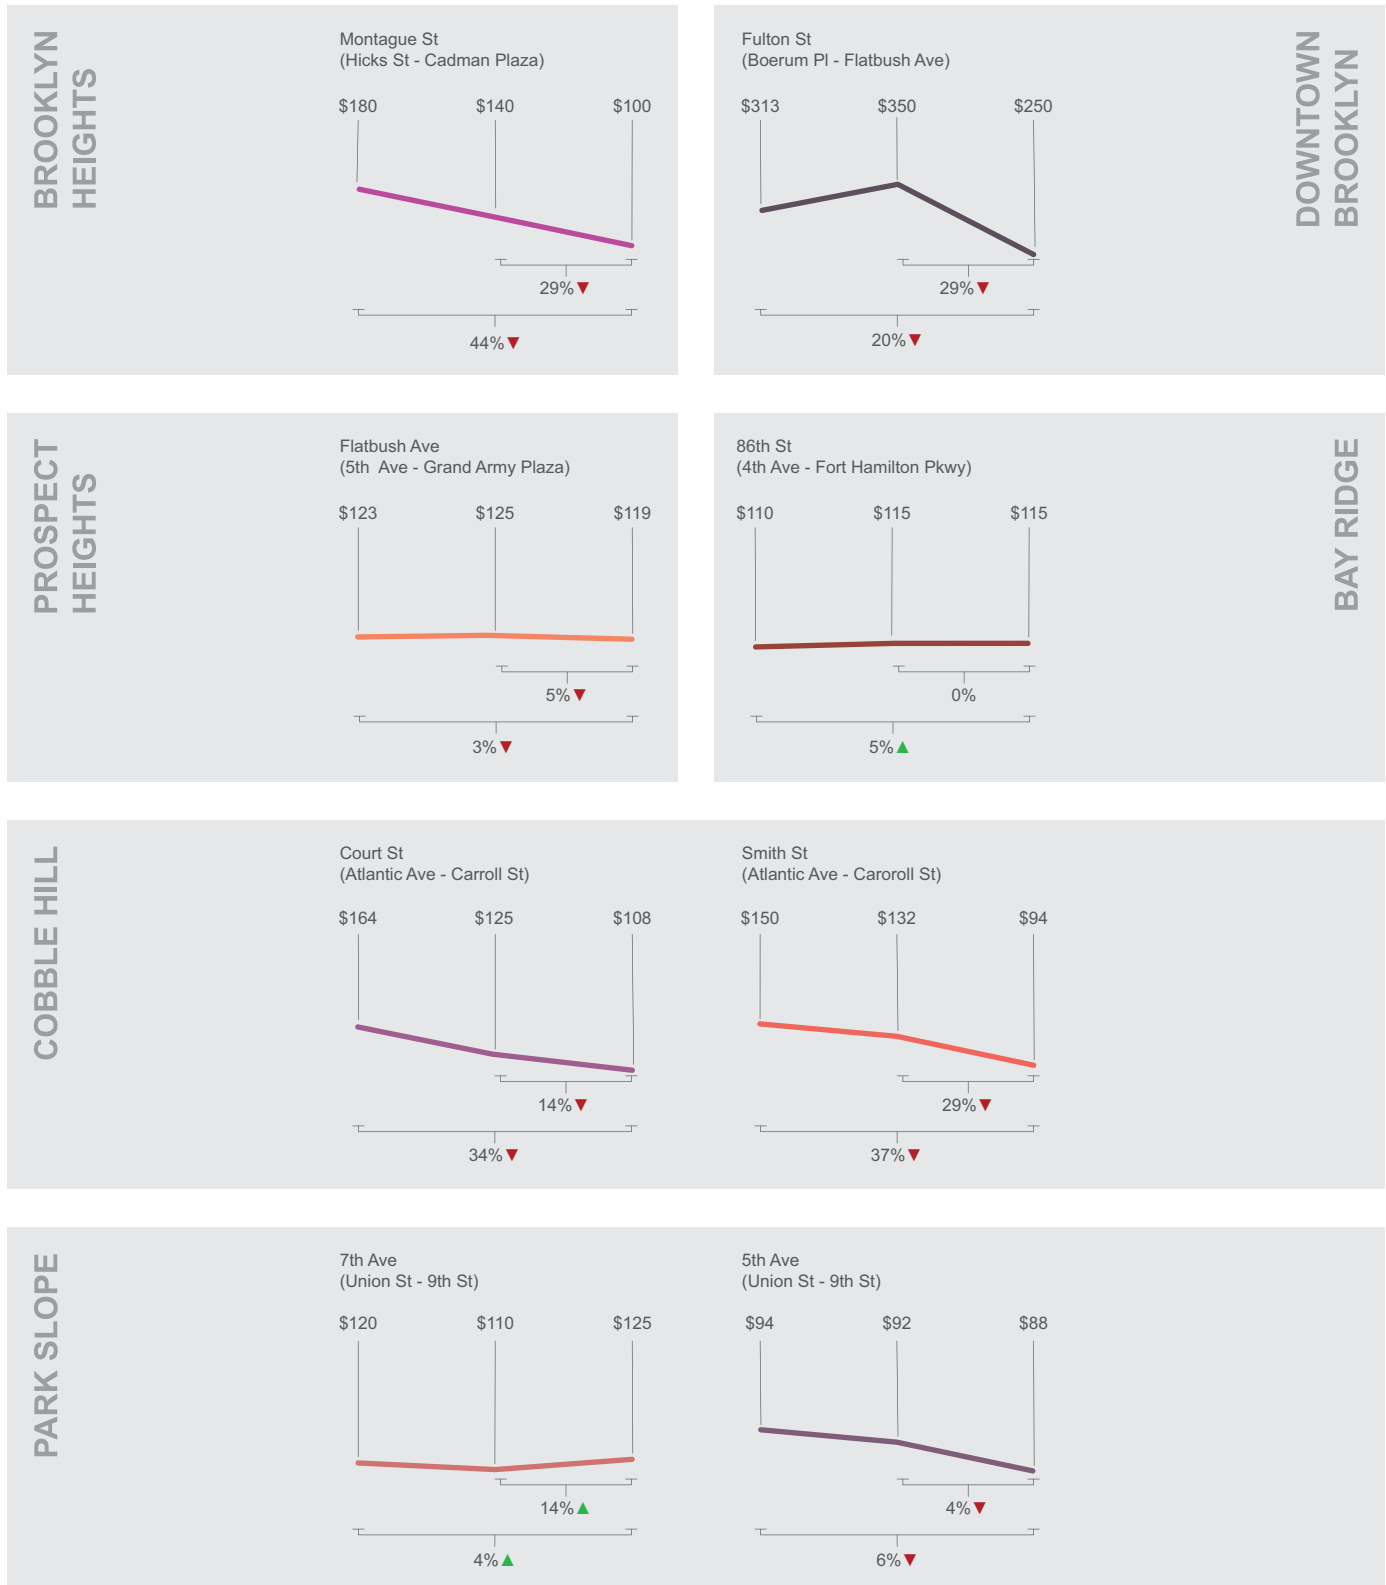 BROOKLYN
HEIGHTS
Montague St
(Hicks St - Cadman Plaza)
$180 $140 $100
29%
44%
Fulton St
(Boerum Pl - Flatbush Ave)
$313 $350 $250
29%
20%
DOWNTOWN
BROOKLYN
PROSPECT
HEIGHTS
Flatbush Ave
(5th Ave - Grand Army Plaza)
$123 $125 $119
5%
3%
86th St
(4th Ave - Fort Hamilton Pkwy)
$110 $115 $115
0%
5%
BAY RIDGE
COBBLE HILL
Court St
(Atlantic Ave - Carroll St)
$164 $125 $108
14%
34%
Smith St
(Atlantic Ave - Caroroll St)
$150 $132 $94
29%
37%
PARK SLOPE
7th Ave
(Union St - 9th St)
$120 $110 $125
14%
4%
5th Ave
(Union St - 9th St)
$94 $92 $88
4%
6%